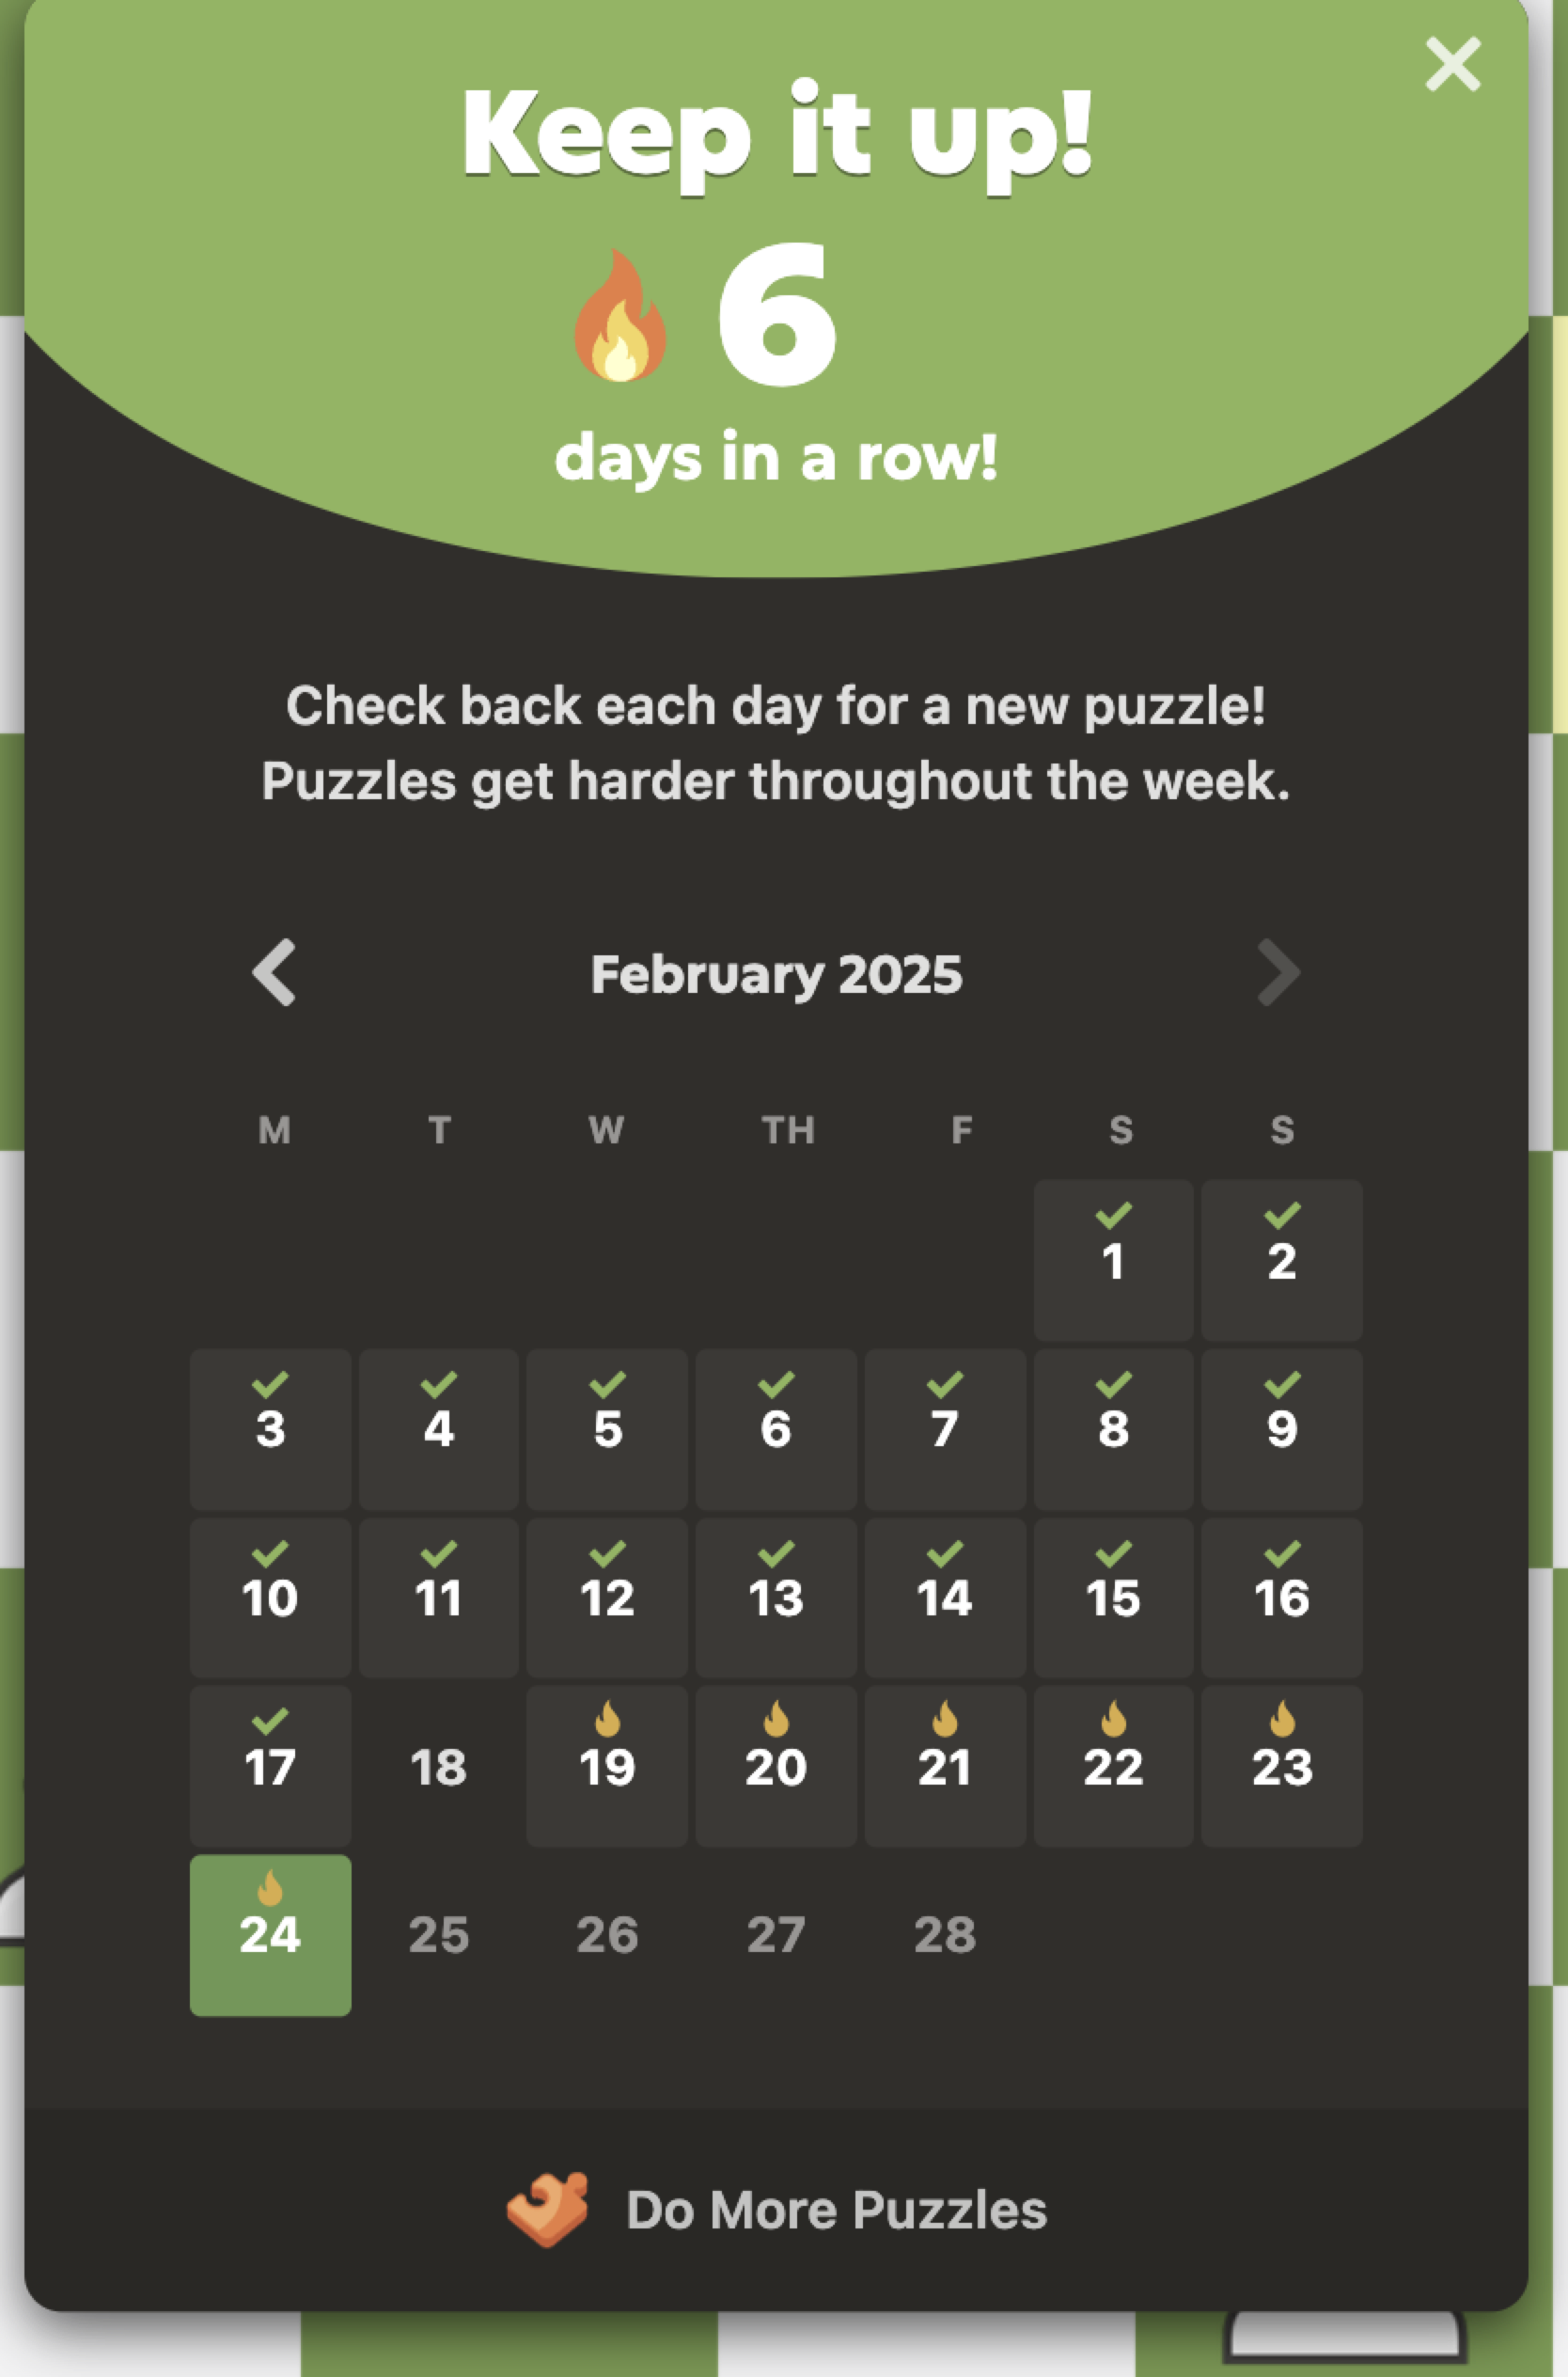 Keep it up!
6
days in a row!
Check back each day for a new puzzle!
Puzzles get harder throughout the week.
February 2025
M T W TH F S S
1 2
3 4 5 6 7 8 9
10 11 12 13 14 15 16
17 18 19 20 21 22 23
24 25 26 27 28
Do More Puzzles